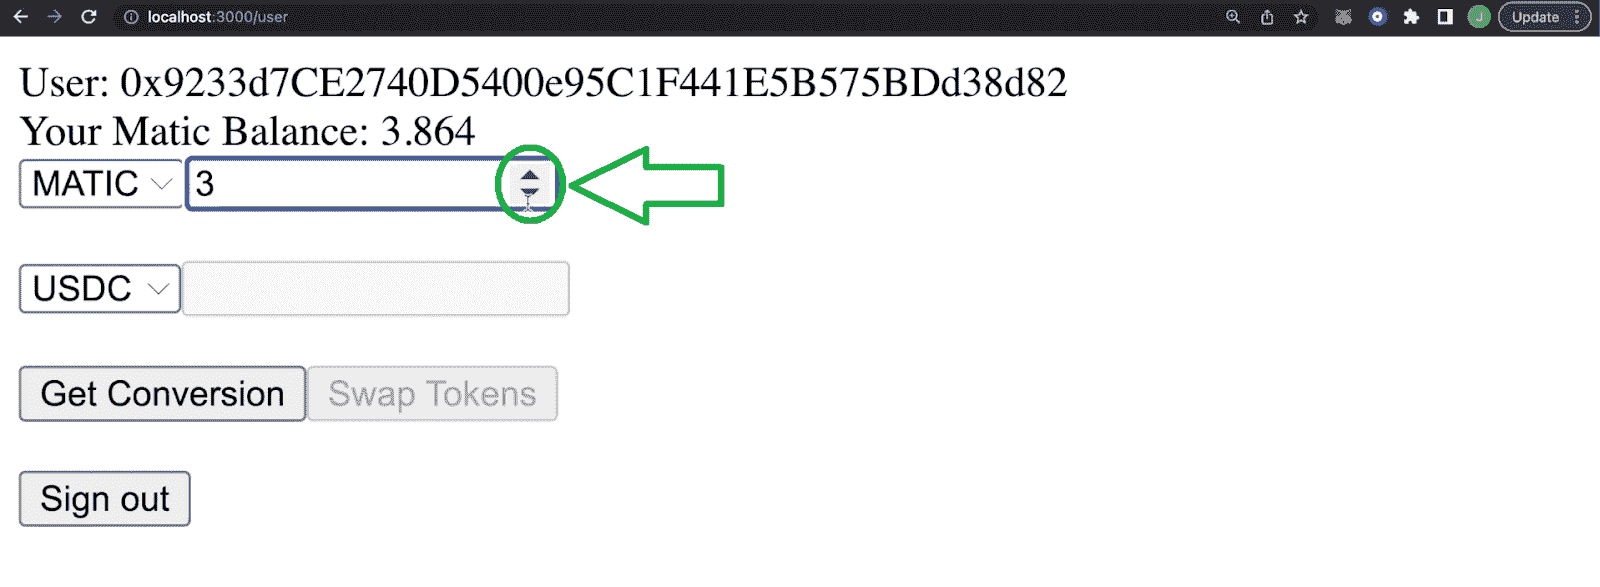 localhost:3000/user
J
Update
User: 0x9233d7CE2740D5400e95C1F441E5B575BDd38d82
Your Matic Balance: 3.864
MATIC 3
USDC
Get Conversion Swap Tokens
Sign out